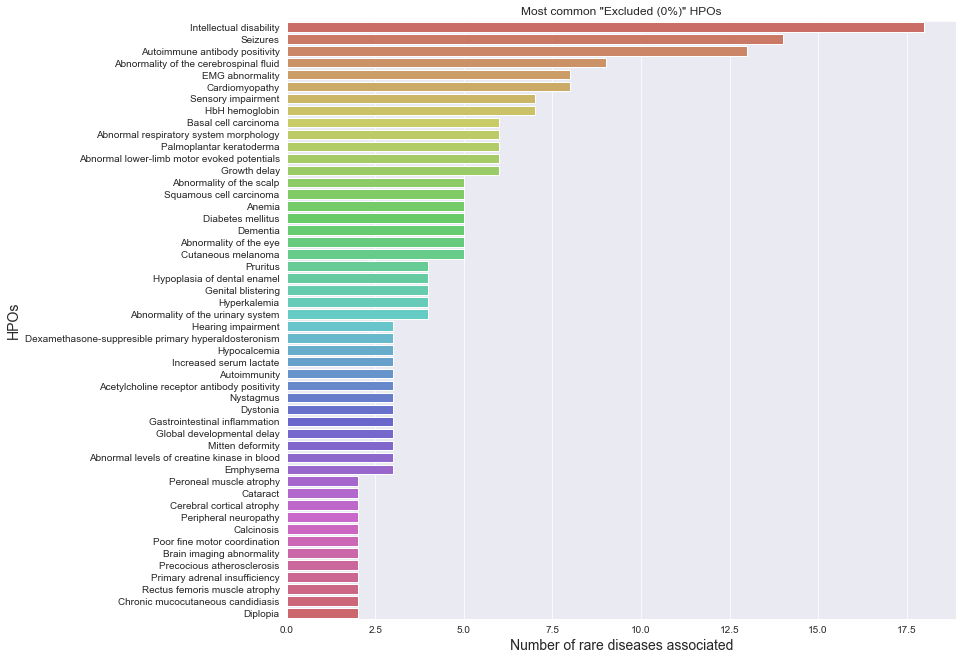 Most common "Excluded (0%)" HPOs
HPOs
Intellectual disability
Seizures
Autoimmune antibody positivity
Abnormality of the cerebrospinal fluid
EMG abnormality
Cardiomyopathy
Sensory impairment
HbH hemoglobin
Basal cell carcinoma
Abnormal respiratory system morphology
Palmoplantar keratoderma
Abnormal lower-limb motor evoked potentials
Growth delay
Abnormality of the scalp
Squamous cell carcinoma
Anemia
Diabetes mellitus
Dementia
Abnormality of the eye
Cutaneous melanoma
Pruritus
Hypoplasia of dental enamel
Genital blistering
Hyperkalemia
Abnormality of the urinary system
Hearing impairment
Dexamethasone-suppresible primary hyperaldosteronism
Hypocalcemia
Increased serum lactate
Autoimmunity
Acetylcholine receptor antibody positivity
Nystagmus
Dystonia
Gastrointestinal inflammation
Global developmental delay
Mitten deformity
Abnormal levels of creatine kinase in blood
Emphysema
Peroneal muscle atrophy
Cataract
Cerebral cortical atrophy
Peripheral neuropathy
Calcinosis
Poor fine motor coordination
Brain imaging abnormality
Precocious atherosclerosis
Primary adrenal insufficiency
Rectus femoris muscle atrophy
Chronic mucocutaneous candidiasis
Diplopia
0.0 2.5 5.0 7.5 10.0 12.5 15.0 17.5
Number of rare diseases associated